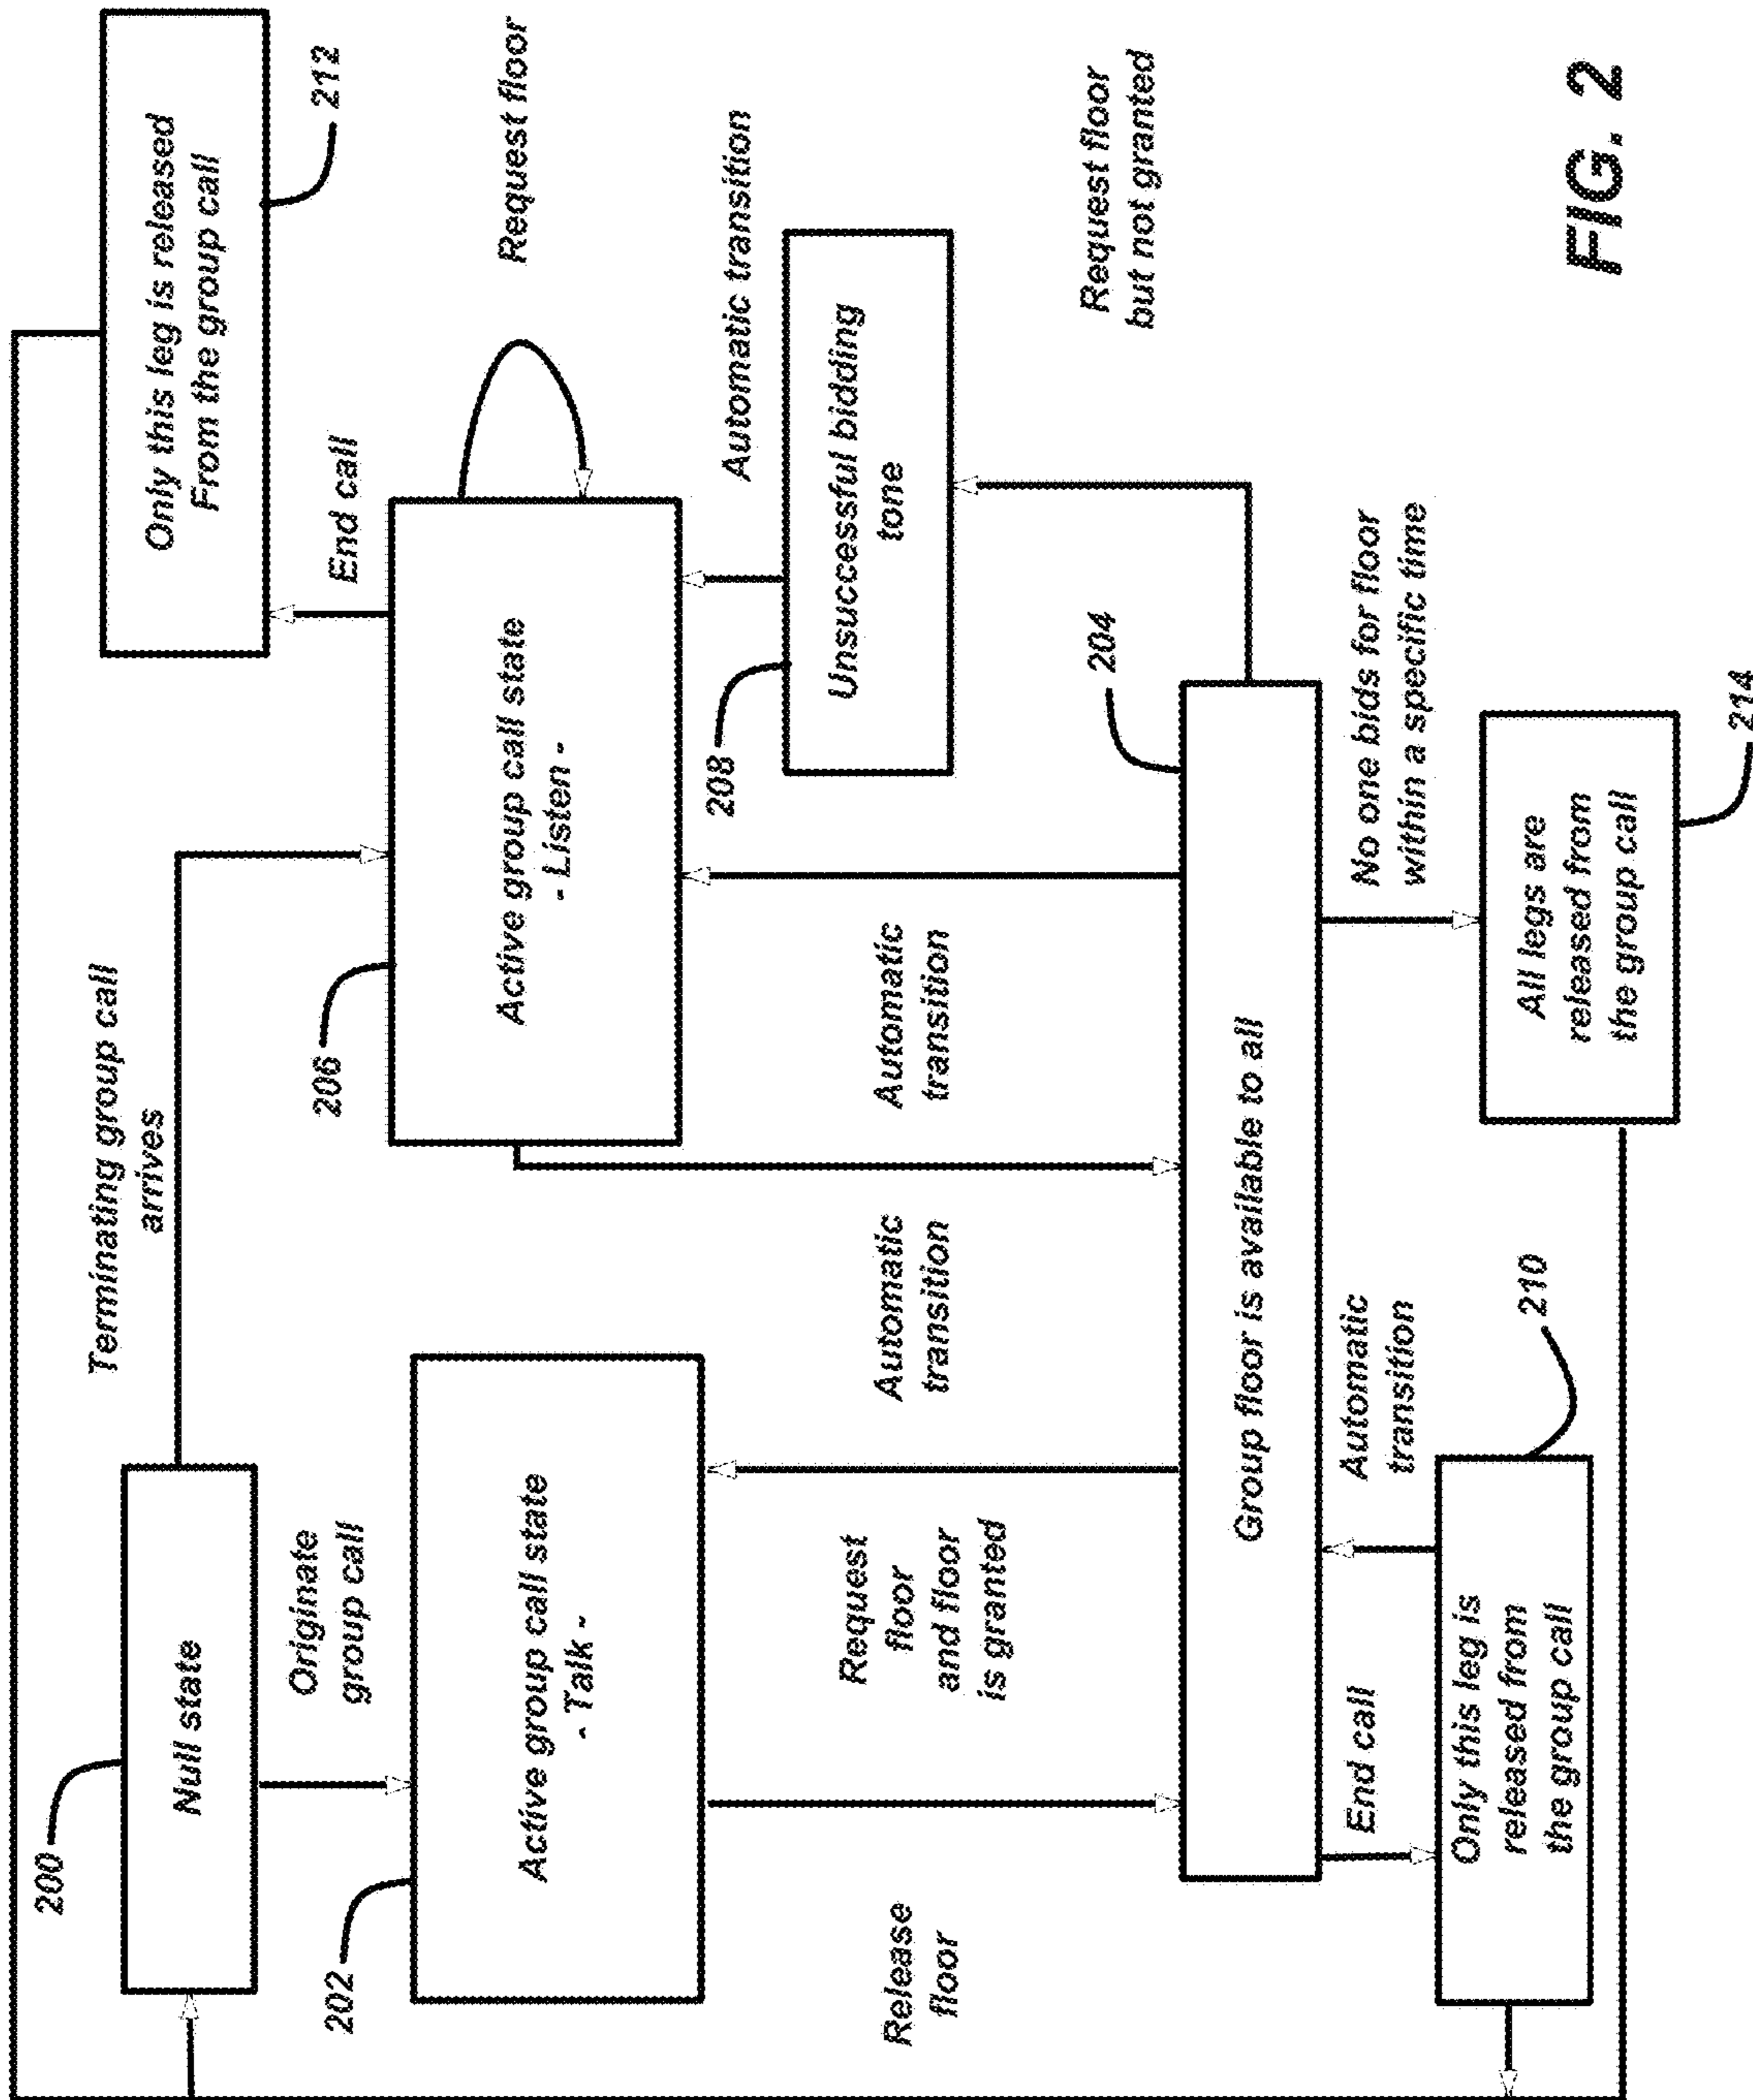 200
Null state
Terminating group call
arrives
Only this leg is released
From the group call
212
Originate
group call
End call
Request floor
202
Active group call state
- Talk -
206
Active group call state
- Listen -
Automatic transition
208
Unsuccessful bidding
tone
Release
floor
Request
floor
and floor
is granted
Automatic
transition
Automatic
transition
Request floor
but not granted
204
Group floor is available to all
End call
Automatic
transition
No one bids for floor
within a specific time
Only this leg is
released from
the group call
210
All legs are
released from
the group call
214
FIG. 2